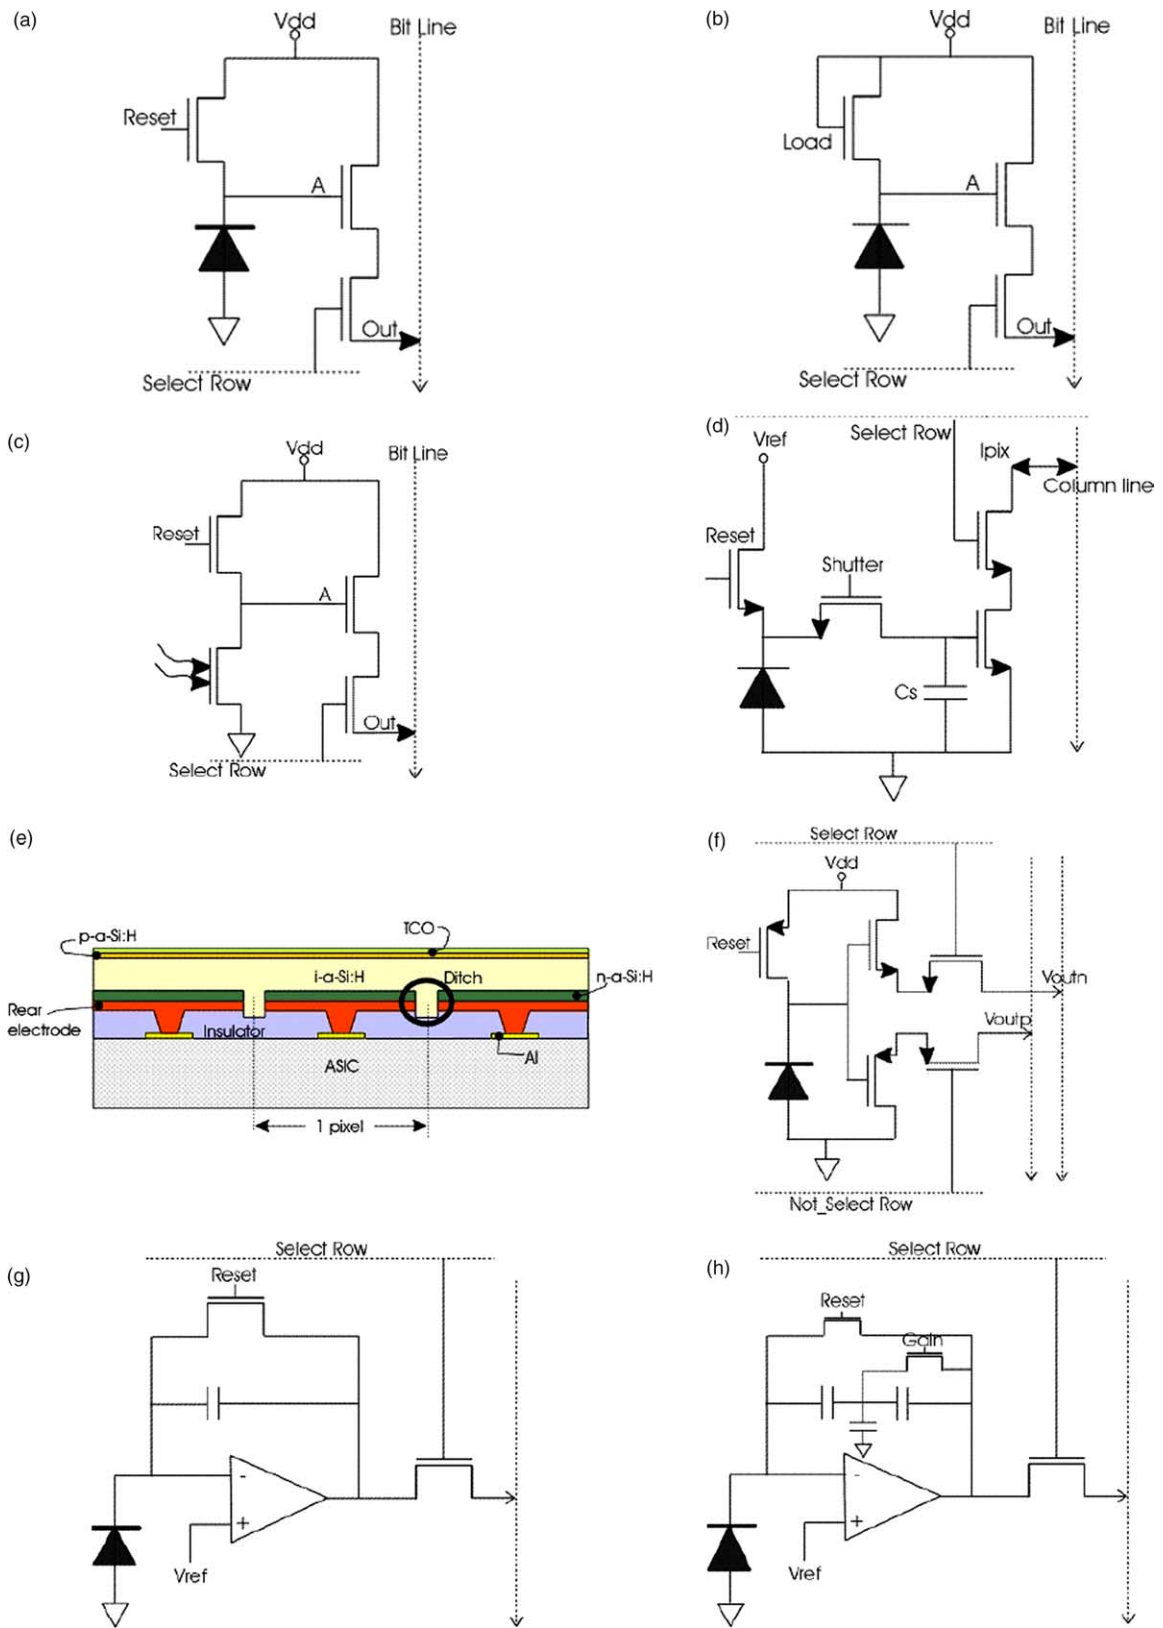 (a)
Vdd
Bit Line
Reset
A
Out
Select Row
(b)
Vdd
Bit Line
Load
A
Out
Select Row
(c)
Vdd
Bit Line
Reset
A
Out
Select Row
(d)
Select Row
Vref
Ipix
Column line
Reset
Shutter
Cs
(e)
p-a-Si:H
TCO
i-a-Si:H
Ditch
n-a-Si:H
Rear
electrode
Insulator
Al
ASIC
1 pixel
(f)
Select Row
Vdd
Reset
Voutn
Voutp
Not_Select Row
(g)
Select Row
Reset
-
+
Vref
(h)
Select Row
Reset
Gain
-
+
Vref